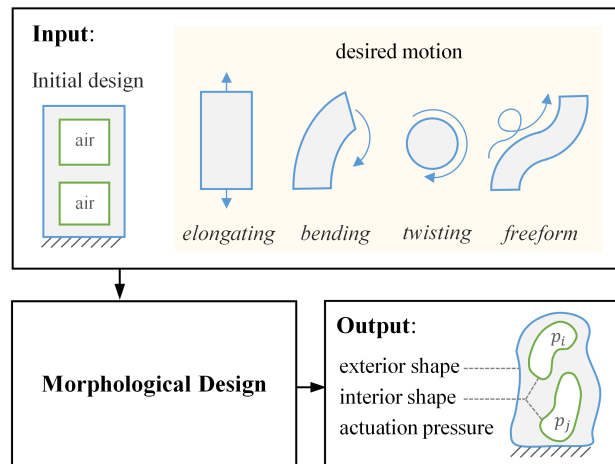 Input:
Initial design
air
air
desired motion
elongating
bending
twisting
freeform
Morphological Design
Output:
exterior shape
interior shape
actuation pressure
p_i
p_j